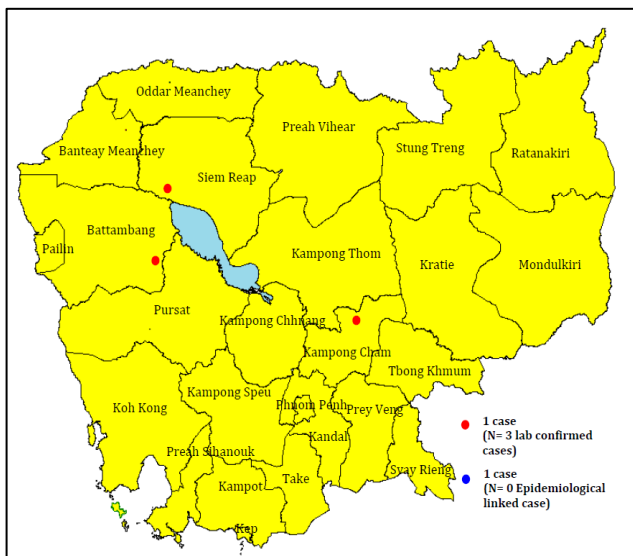 Oddar Meanchey
Preah Vihear
Stung Treng
Ratanakiri
Banteay Meanchey
Siem Reap
Battambang
Pailin
Kampong Thom
Kratie
Mondulkiri
Pursat
Kampong Chhnang
Kampong Cham
Tbong Khmum
Koh Kong
Kampong Speu
Phnom Penh
Prey Veng
Kandal
Preah Sihanouk
Svay Rieng
Kampot
Take
Kep
1 case
(N= 3 lab confirmed
cases)
1 case
(N= 0 Epidemiological
linked case)